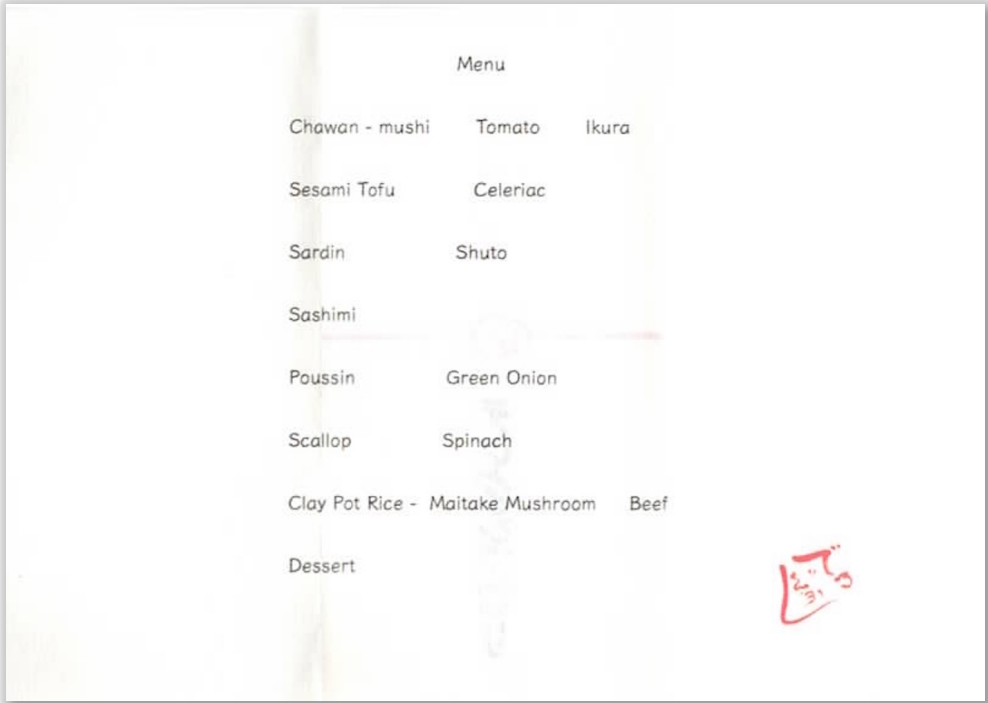 Menu
Chawan - mushi Tomato Ikura
Sesami Tofu Celeriac
Sardin Shuto
Sashimi
Poussin Green Onion
Scallop Spinach
Clay Pot Rice - Maitake Mushroom Beef
Dessert